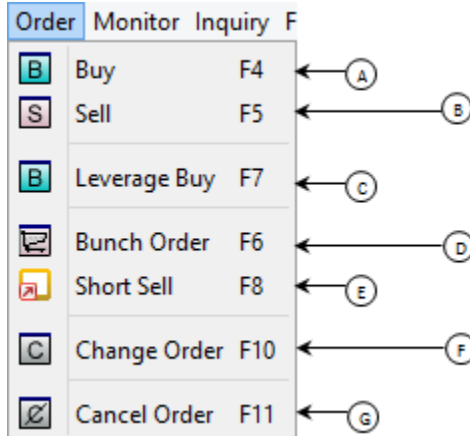 Order Monitor Inquiry F
B Buy F4 A
S Sell F5 B
B Leverage Buy F7 C
Bunch Order F6 D
Short Sell F8 E
C Change Order F10 F
Cancel Order F11 G